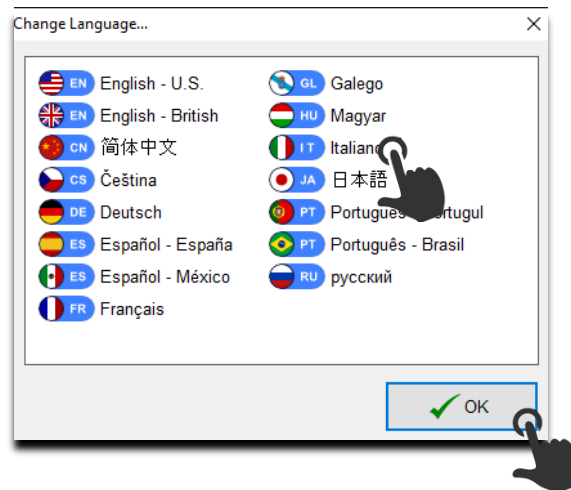 Change Language...
EN English - U.S.
EN English - British
CN 简体中文
CS Čeština
DE Deutsch
ES Español - España
ES Español - México
FR Français
GL Galego
HU Magyar
IT Italiano
JA 日本語
PT Português - Portugul
PT Português - Brasil
RU русский
OK